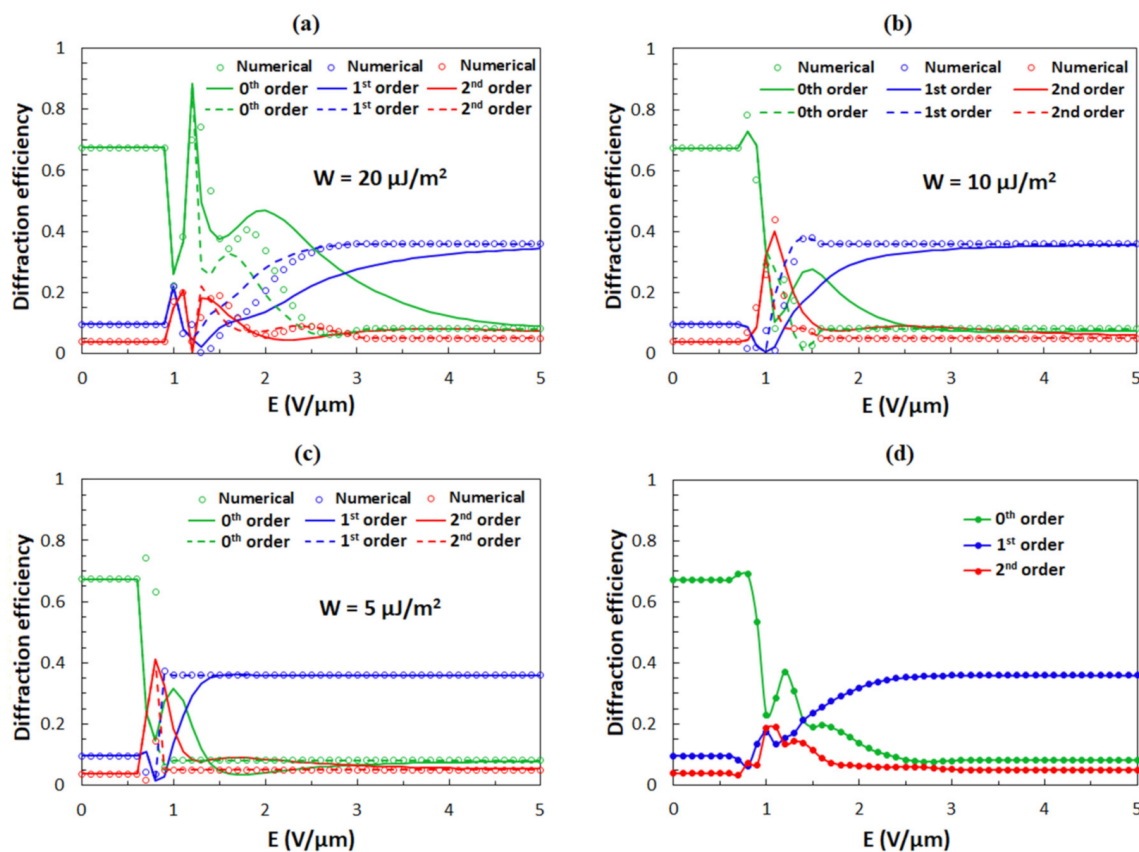 (a)
1
0.8
0.6
0.4
0.2
0
Diffraction efficiency
Numerical Numerical Numerical
0th order 1st order 2nd order
0th order 1st order 2nd order
W = 20 µJ/m²
0 1 2 3 4 5
E (V/µm)
(b)
1
0.8
0.6
0.4
0.2
0
Diffraction efficiency
Numerical Numerical Numerical
0th order 1st order 2nd order
0th order 1st order 2nd order
W = 10 µJ/m²
0 1 2 3 4 5
E (V/µm)
(c)
1
0.8
0.6
0.4
0.2
0
Diffraction efficiency
Numerical Numerical Numerical
0th order 1st order 2nd order
0th order 1st order 2nd order
W = 5 µJ/m²
0 1 2 3 4 5
E (V/µm)
(d)
1
0.8
0.6
0.4
0.2
0
Diffraction efficiency
0th order
1st order
2nd order
0 1 2 3 4 5
E (V/µm)